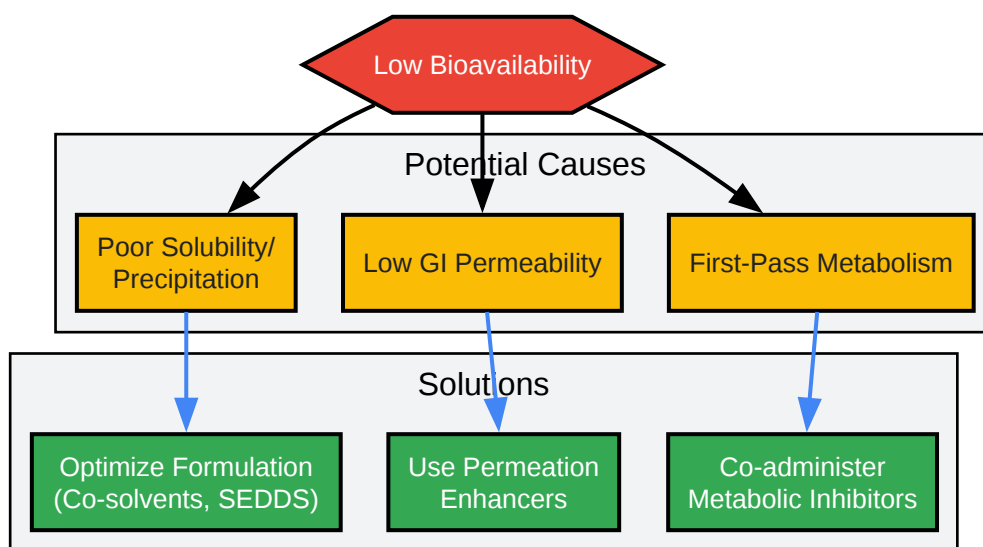 Low Bioavailability
Potential Causes
Poor Solubility/
Precipitation
Low GI Permeability
First-Pass Metabolism
Solutions
Optimize Formulation
(Co-solvents, SEDDS)
Use Permeation
Enhancers
Co-administer
Metabolic Inhibitors